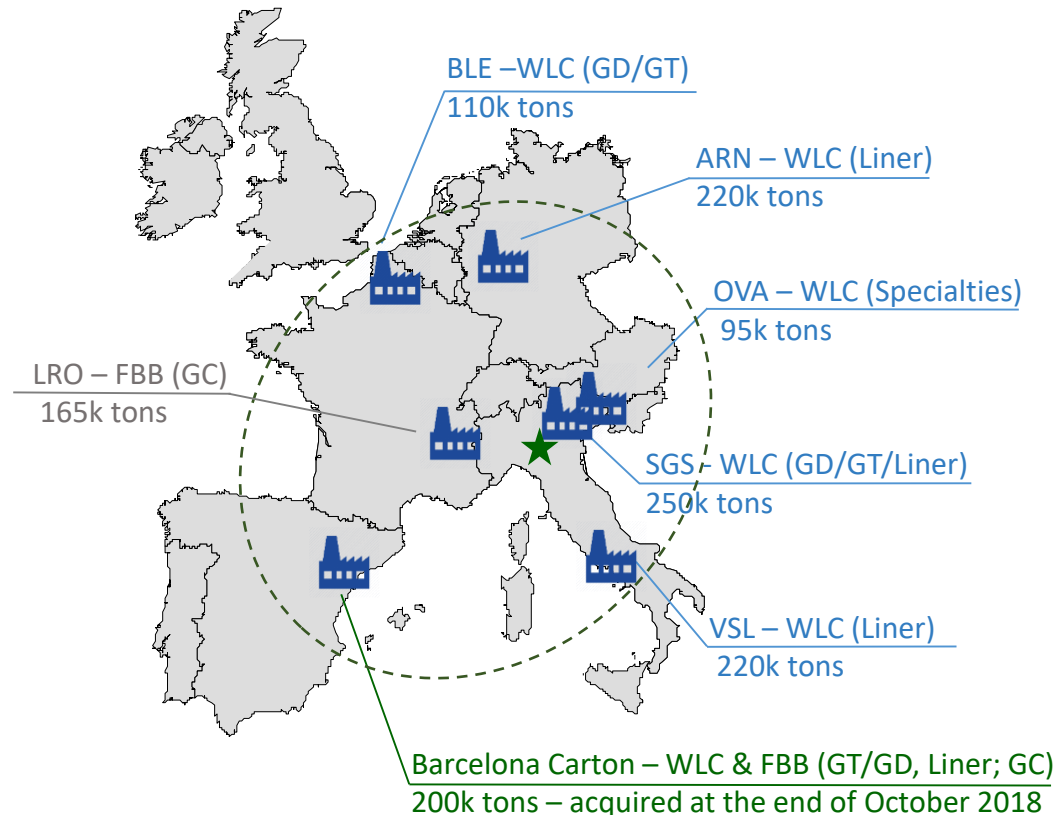 BLE –WLC (GD/GT)
110k tons
ARN – WLC (Liner)
220k tons
OVA – WLC (Specialties)
95k tons
LRO – FBB (GC)
165k tons
SGS - WLC (GD/GT/Liner)
250k tons
VSL – WLC (Liner)
220k tons
Barcelona Carton – WLC & FBB (GT/GD, Liner; GC)
200k tons – acquired at the end of October 2018